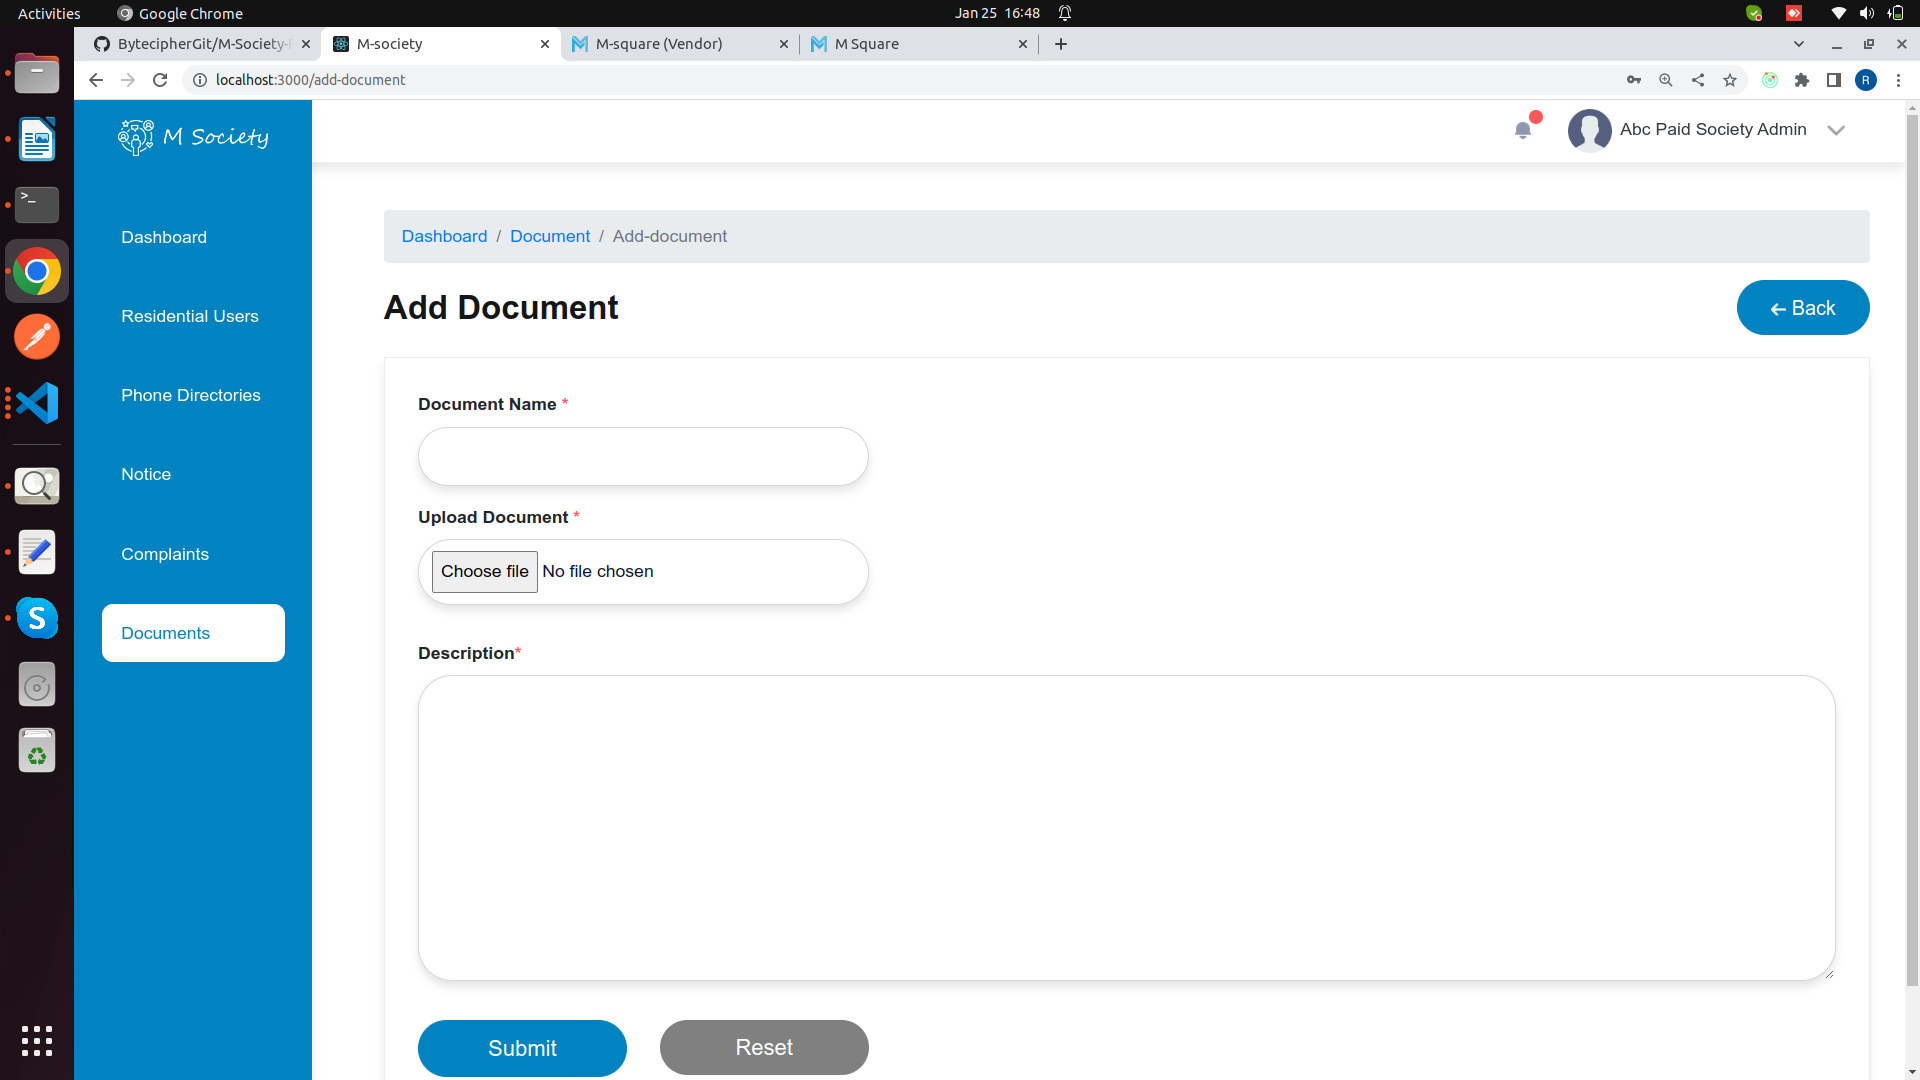 Activities
Google Chrome
Jan 25 16:48
BytecipherGit/M-Society-
M-society
M-square (Vendor)
M Square
localhost:3000/add-document
R
M Society
Abc Paid Society Admin
Dashboard
Residential Users
Phone Directories
Notice
Complaints
Documents
Dashboard / Document / Add-document
Add Document
Back
Document Name *
Upload Document *
Choose file No file chosen
Description*
Submit
Reset